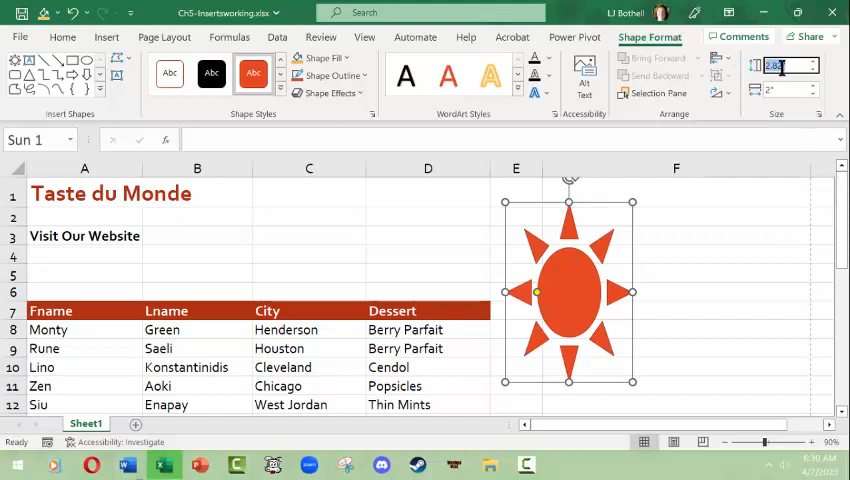 Ch5-Insertsworking.xlsx
Search
LJ Bothell
File Home Insert Page Layout Formulas Data Review View Automate Help Power Pivot Shape Format Comments Share
Abc Abc Abc
Shape Fill
Shape Outline
Shape Effects
A A A
Alt
Text
Bring Forward
Send Backward
Selection Pane
2.82
2"
Insert Shapes Shape Styles WordArt Styles Accessibility Arrange Size
Sun 1
fx
A B C D E F
1 Taste du Monde
2
3 Visit Our Website
4
5
6
7 Fname Lname City Dessert
8 Monty Green Henderson Berry Parfait
9 Rune Saeli Houston Berry Parfait
10 Lino Konstantinidis Cleveland Cendol
11 Zen Aoki Chicago Popsicles
12 Siu Enapay West Jordan Thin Mints
Sheet1
Ready Accessibility: Investigate 90%
zoom
6:30 AM
4/7/2023